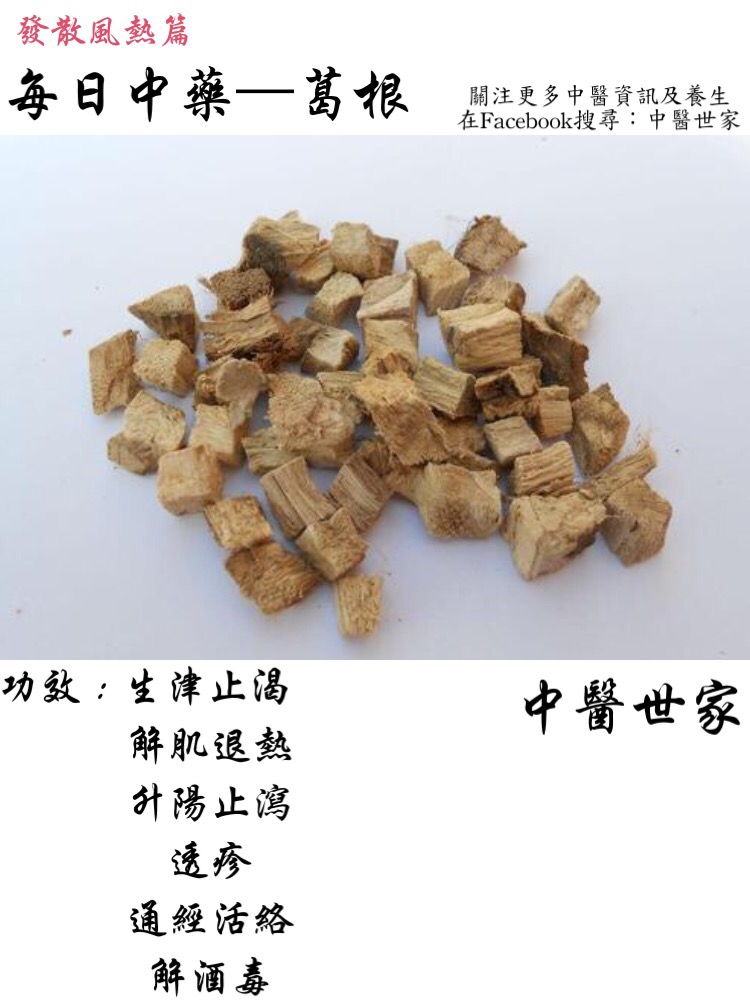 發散風熱篇
每日中藥—葛根
關注更多中醫資訊及養生
在Facebook搜尋：中醫世家
功效：生津止渴
解肌退熱
升陽止瀉
透疹
通經活絡
解酒毒
中醫世家